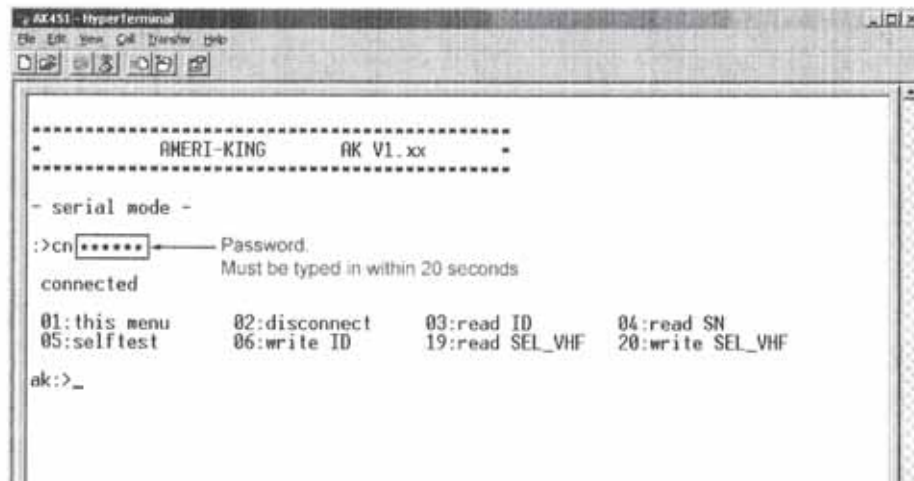 AK451 - HyperTerminal
File Edit View Call Transfer Help
AMERI-KING AK V1.xx
- serial mode -
:>cn ****** Password.
Must be typed in within 20 seconds
connected
01:this menu 02:disconnect 03:read ID 04:read SN
05:selftest 06:write ID 19:read SEL_VHF 20:write SEL_VHF
ak:>_